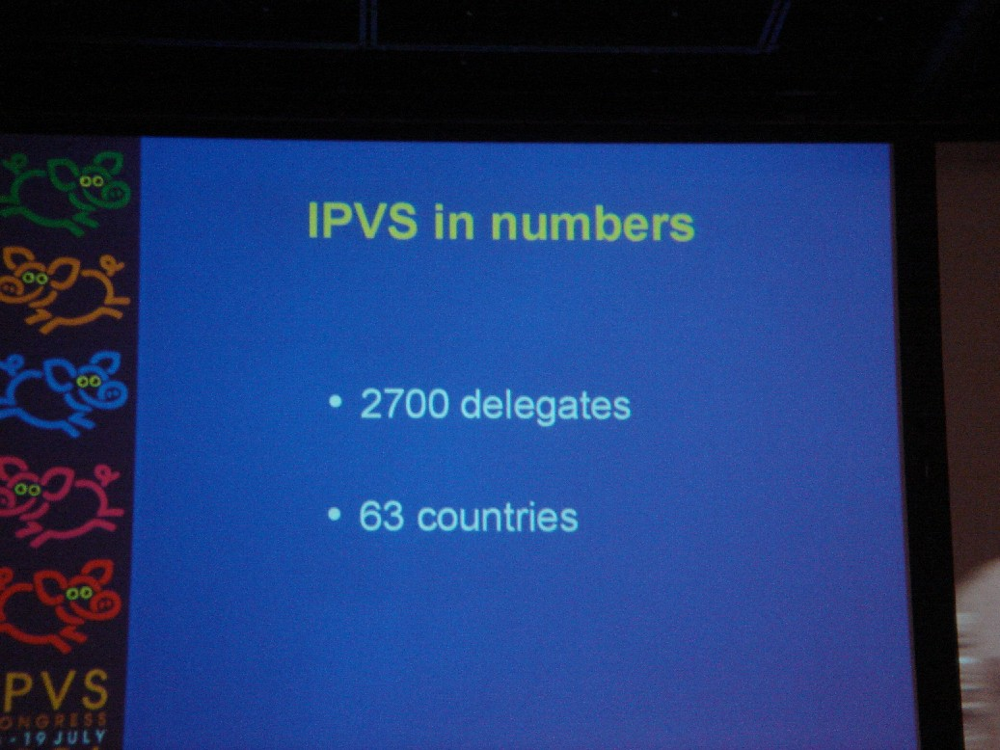 IPVS in numbers
• 2700 delegates
• 63 countries
PVS
ONGRESS
- 19 JULY